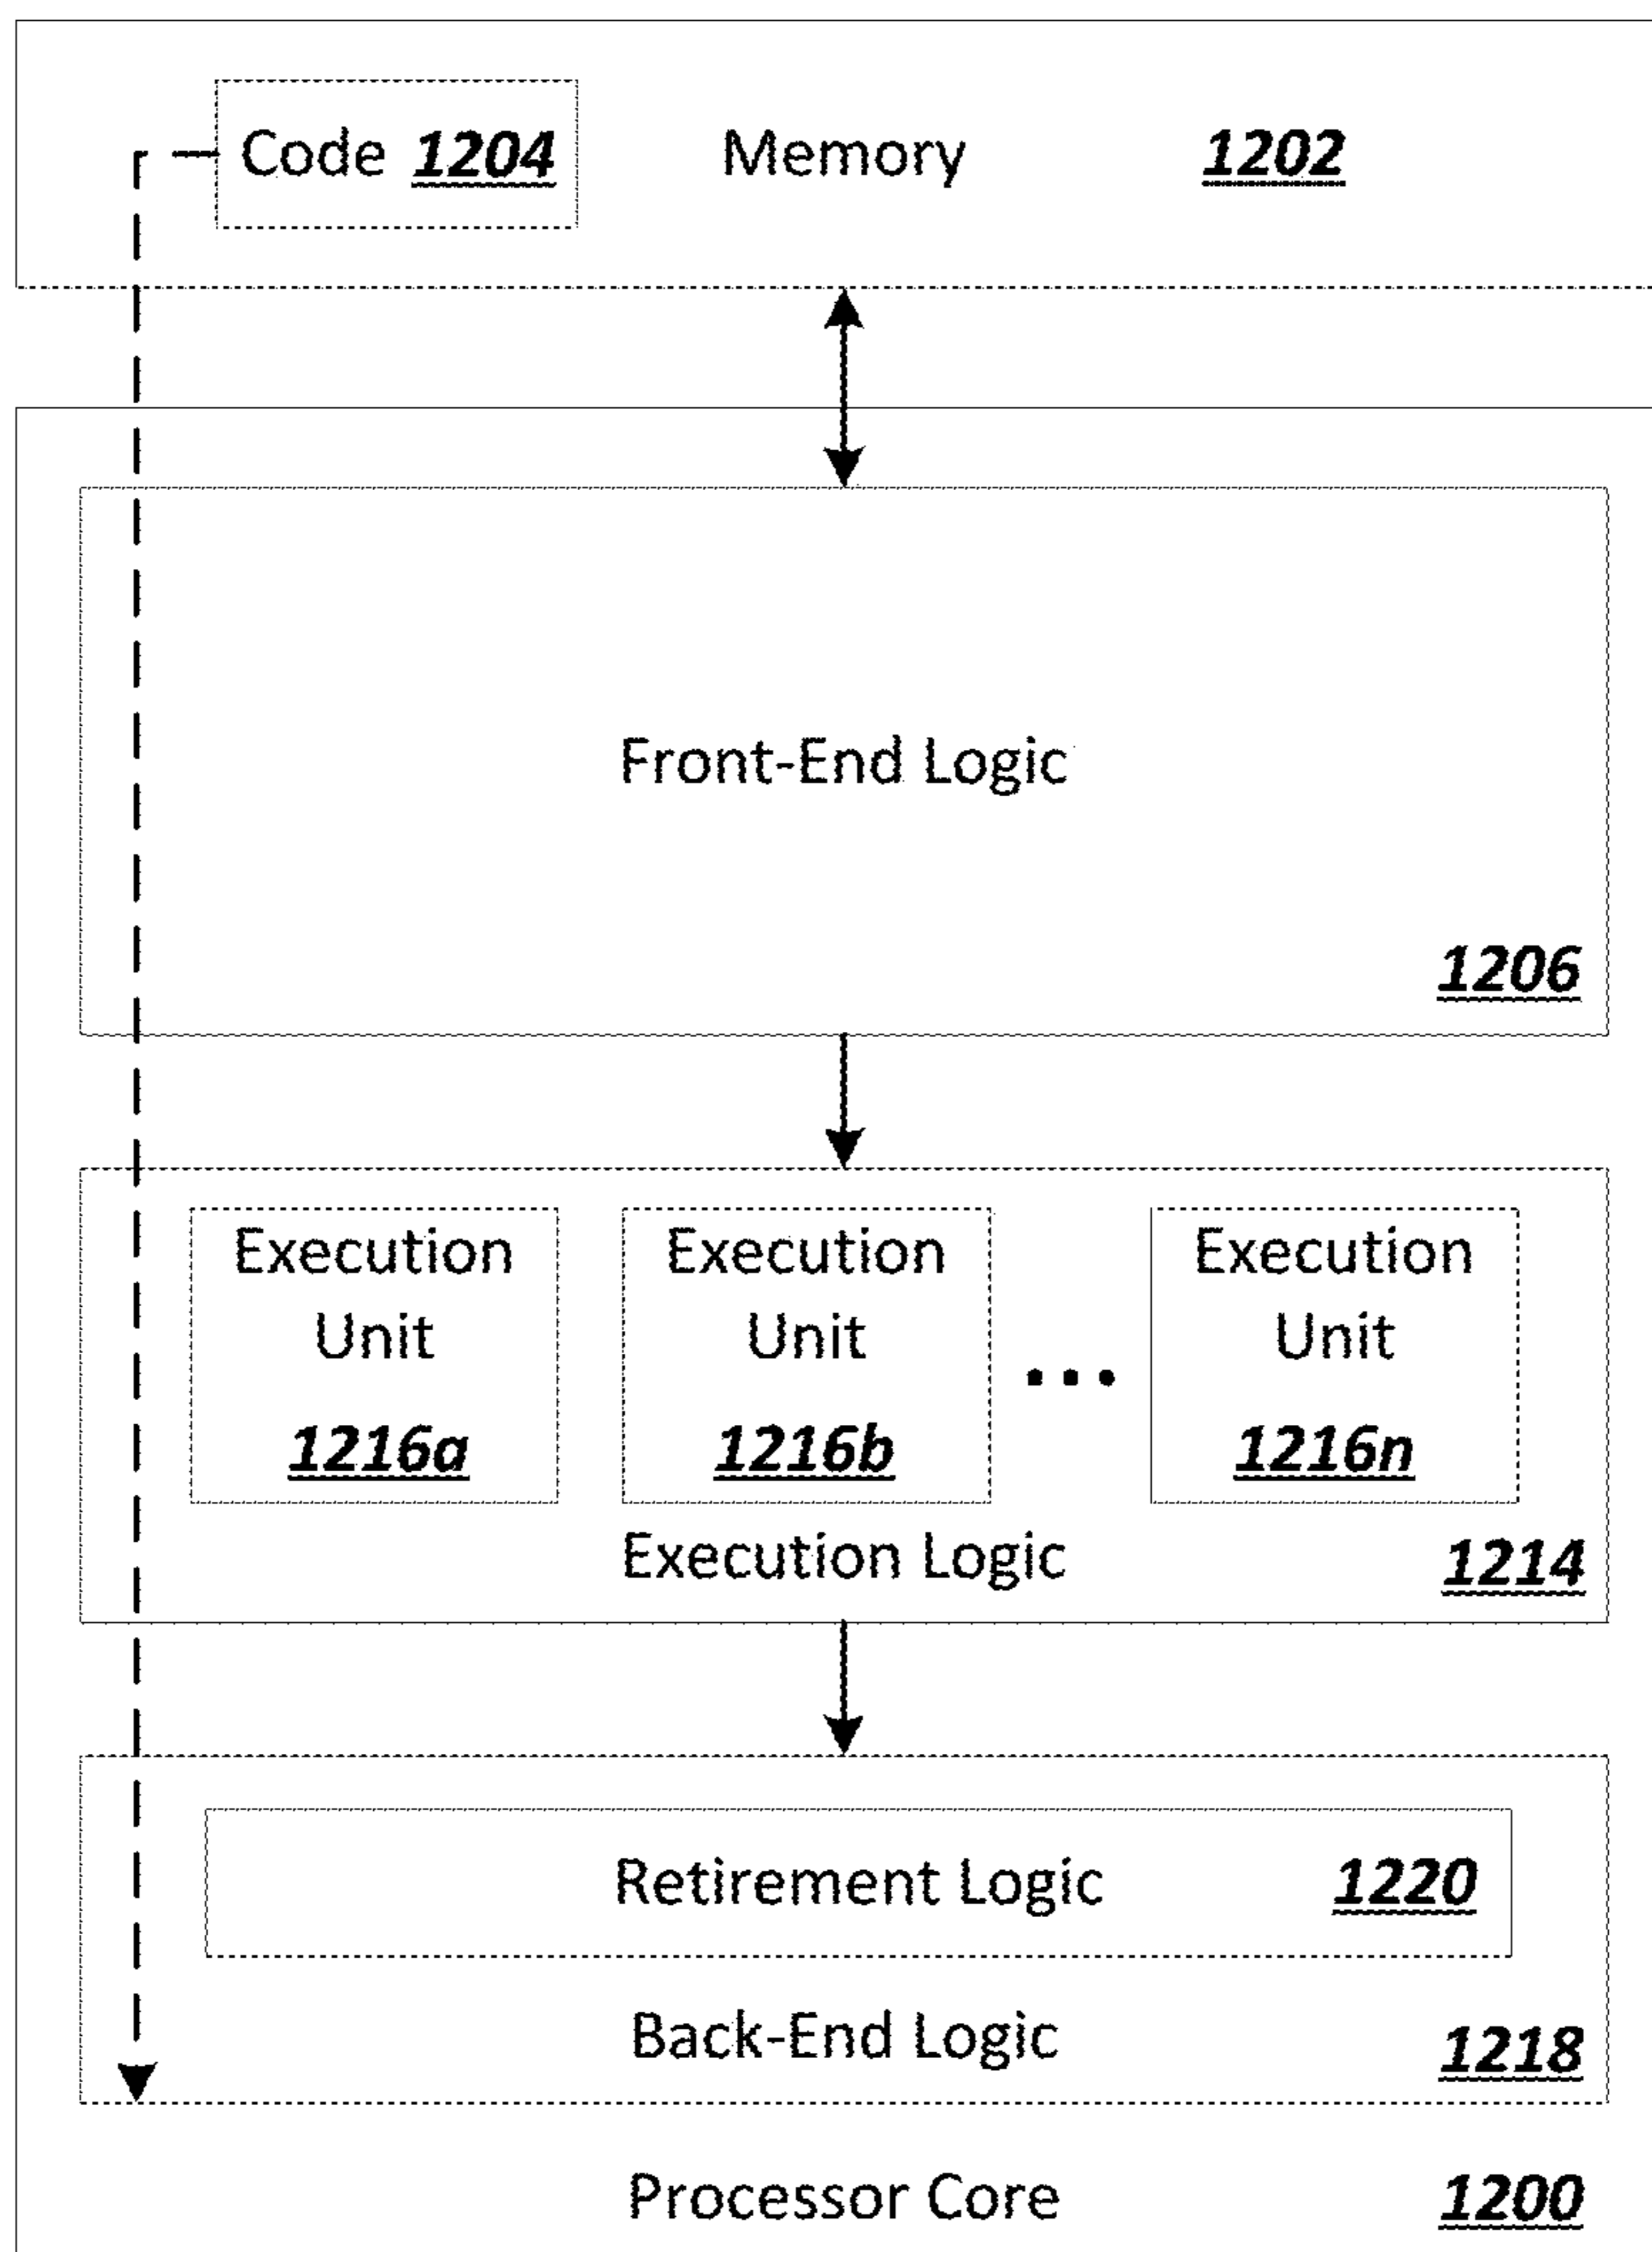 Code 1204 Memory 1202
Front-End Logic
1206
Execution Unit 1216a
Execution Unit 1216b
...
Execution Unit 1216n
Execution Logic 1214
Retirement Logic 1220
Back-End Logic 1218
Processor Core 1200